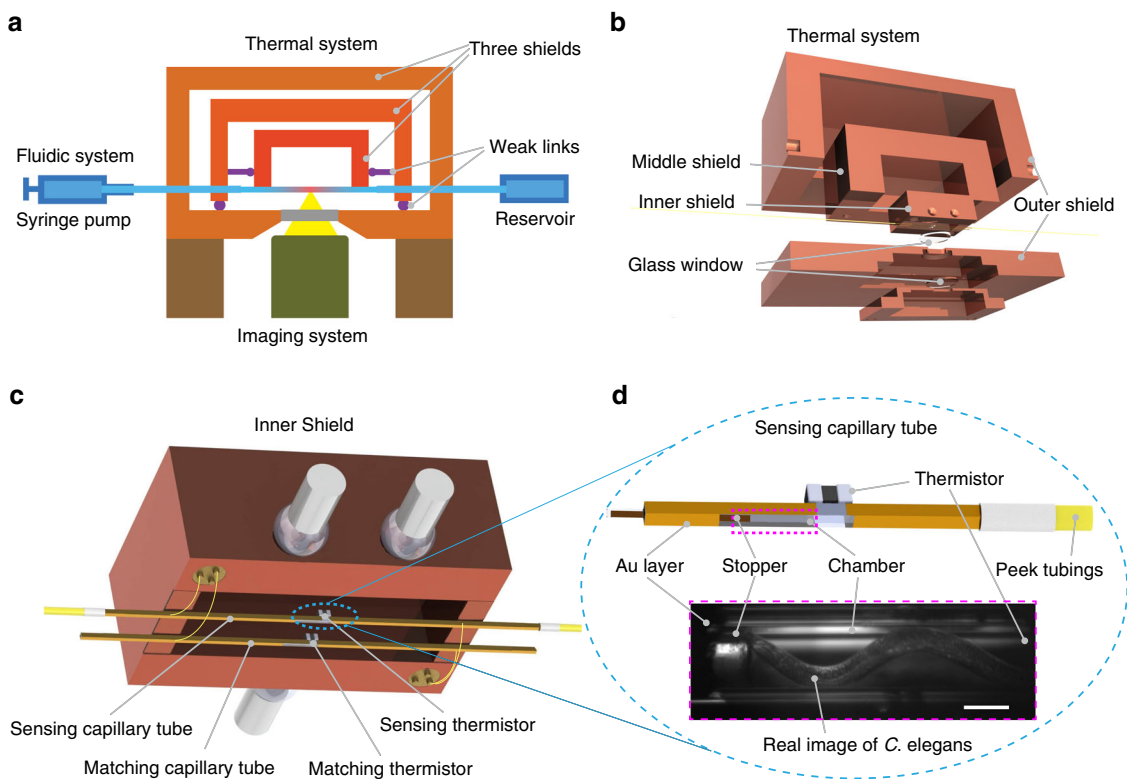 a
Thermal system
Three shields
Fluidic system
Weak links
Syringe pump
Reservoir
Imaging system
b
Thermal system
Middle shield
Inner shield
Outer shield
Glass window
c
Inner Shield
Sensing capillary tube
Sensing thermistor
Matching capillary tube
Matching thermistor
d
Sensing capillary tube
Thermistor
Au layer
Stopper
Chamber
Peek tubings
Real image of C. elegans